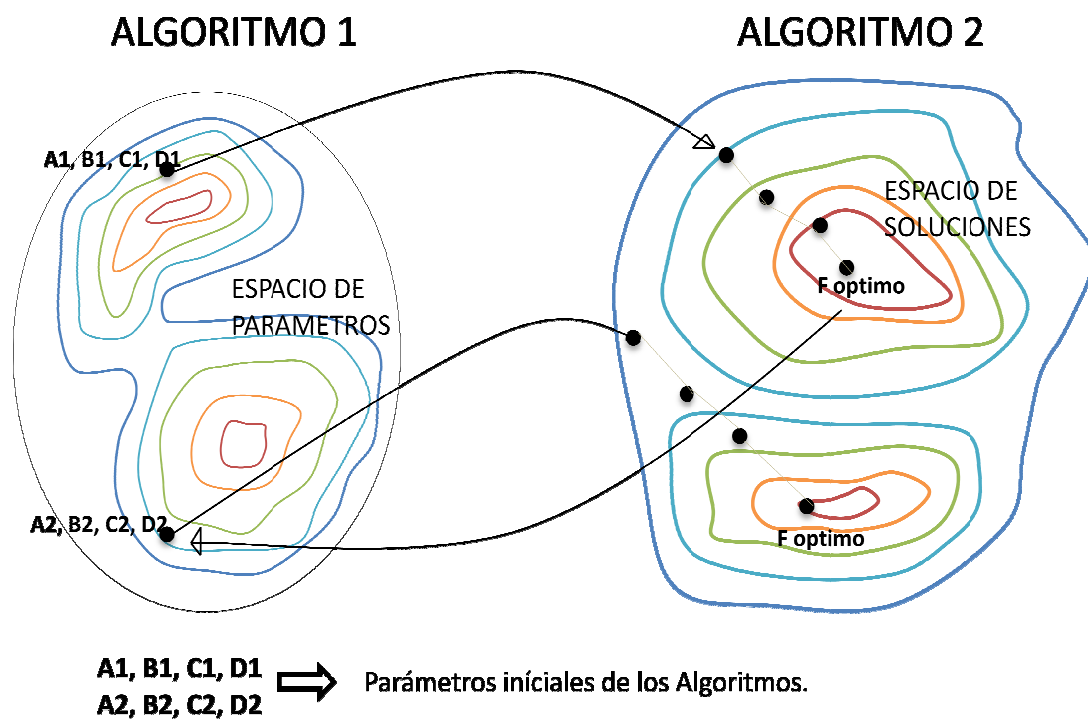 ALGORITMO 1
ALGORITMO 2
A1, B1, C1, D1
ESPACIO DE
SOLUCIONES
ESPACIO DE
PARAMETROS
F optimo
A2, B2, C2, D2
F optimo
A1, B1, C1, D1
A2, B2, C2, D2
Parámetros iníciales de los Algoritmos.